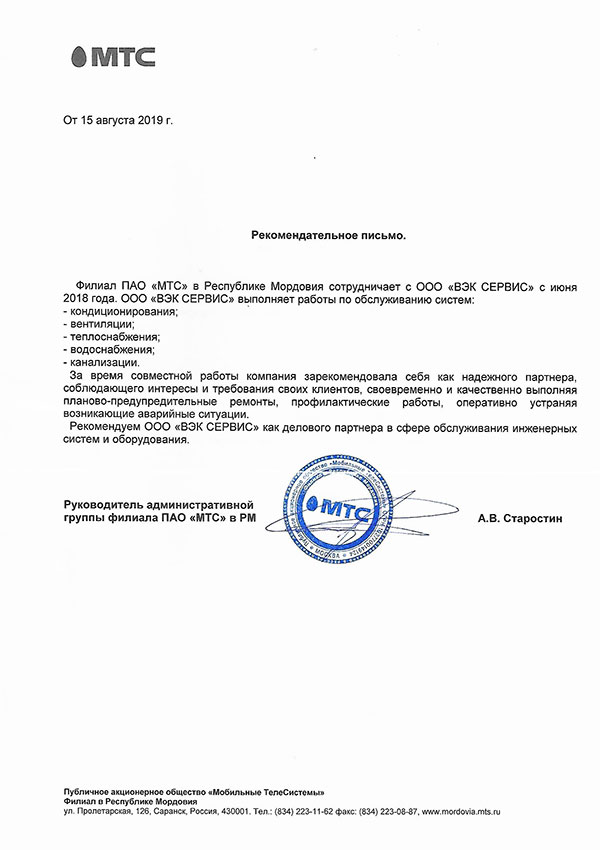 МТС
От 15 августа 2019 г.
Рекомендательное письмо.
Филиал ПАО «МТС» в Республике Мордовия сотрудничает с ООО «ВЭК СЕРВИС» с июня
2018 года. ООО «ВЭК СЕРВИС» выполняет работы по обслуживанию систем:
- кондиционирования;
- вентиляции;
- теплоснабжения;
- водоснабжения;
- канализации.
За время совместной работы компания зарекомендовала себя как надежного партнера,
соблюдающего интересы и требования своих клиентов, своевременно и качественно выполняя
планово-предупредительные ремонты, профилактические работы, оперативно устраняя
возникающие аварийные ситуации.
Рекомендуем ООО «ВЭК СЕРВИС» как делового партнера в сфере обслуживания инженерных
систем и оборудования.
Руководитель административной
группы филиала ПАО «МТС» в РМ
МТС
«Мобильные ТелеСистемы»
МОСКВА
А.В. Старостин
Публичное акционерное общество «Мобильные ТелеСистемы»
Филиал в Республике Мордовия
ул. Пролетарская, 126, Саранск, Россия, 430001. Тел.: (834) 223-11-62 факс: (834) 223-08-87, www.mordovia.mts.ru